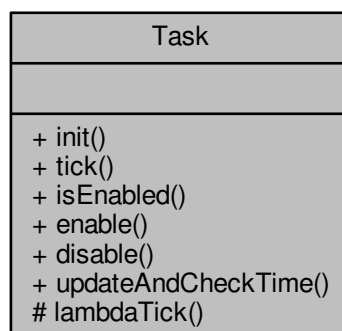 Task
+ init()
+ tick()
+ isEnabled()
+ enable()
+ disable()
+ updateAndCheckTime()
# lambdaTick()